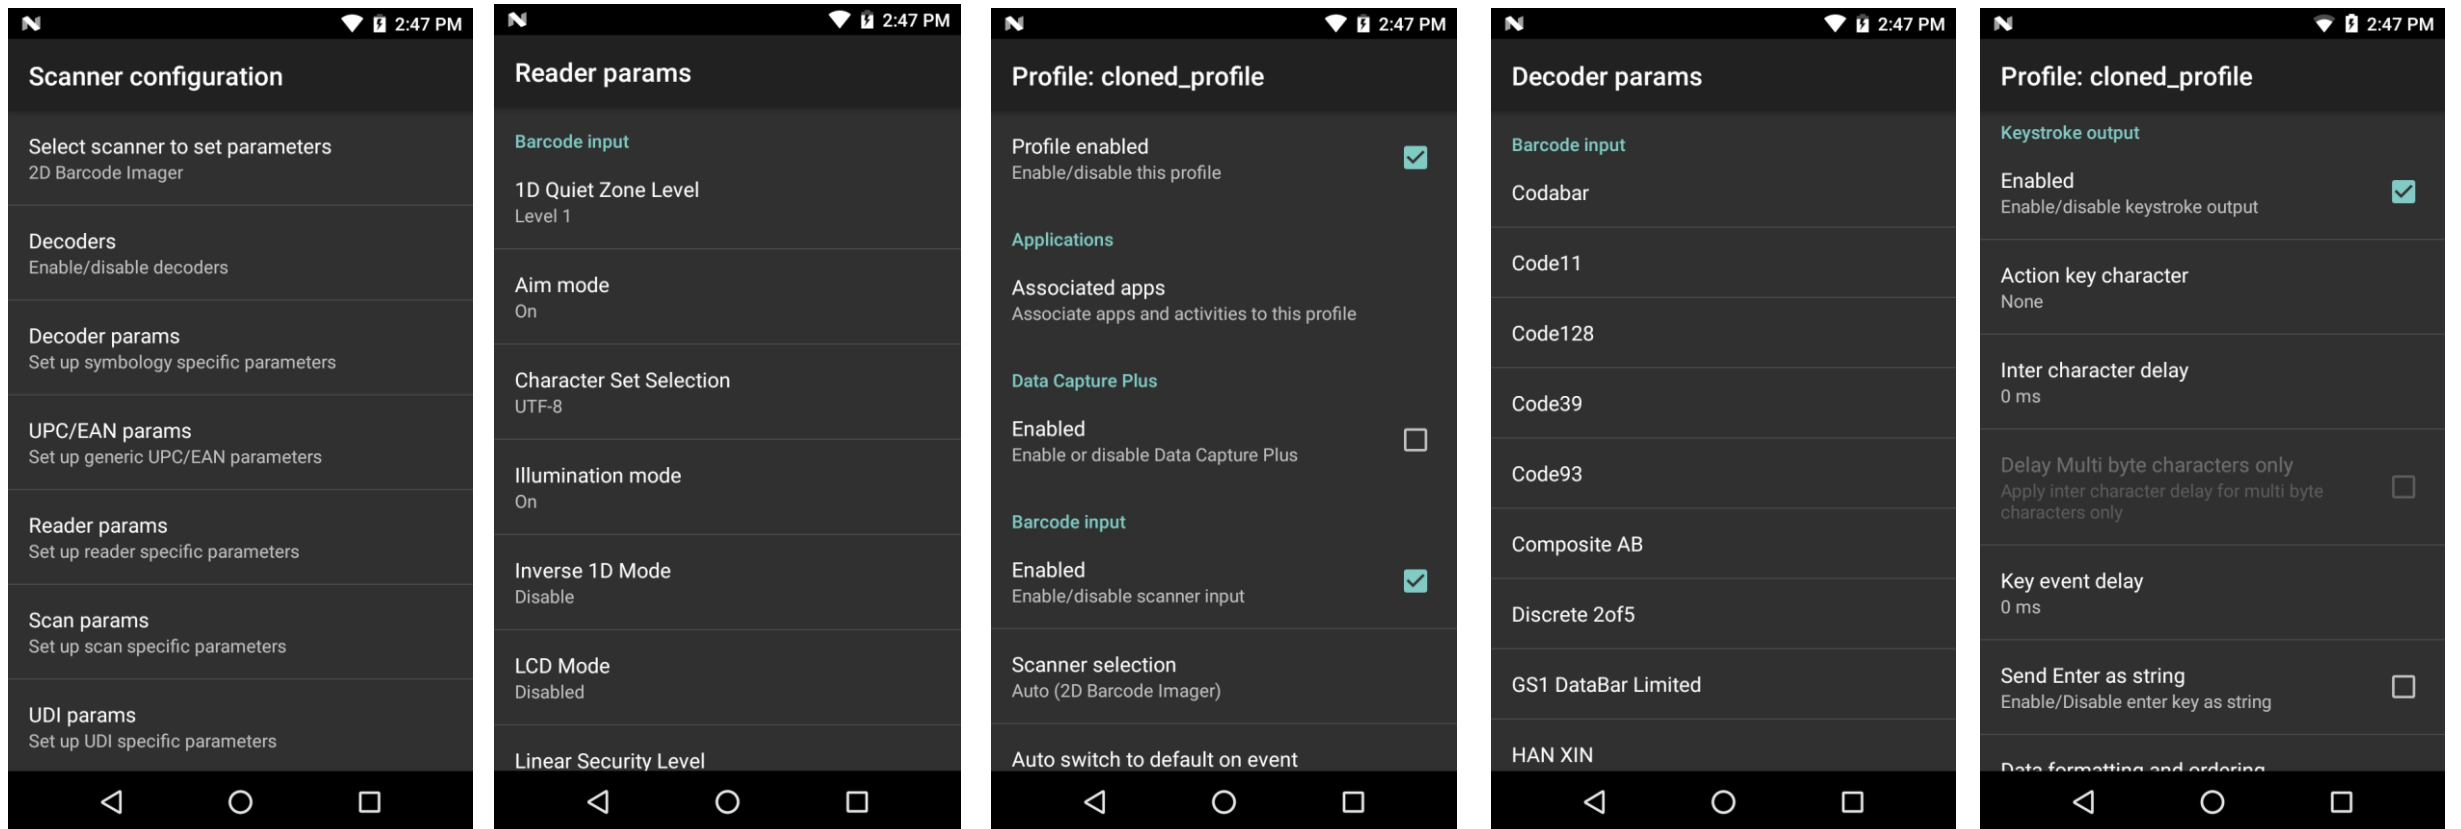 2:47 PM
Scanner configuration
Select scanner to set parameters
2D Barcode Imager
Decoders
Enable/disable decoders
Decoder params
Set up symbology specific parameters
UPC/EAN params
Set up generic UPC/EAN parameters
Reader params
Set up reader specific parameters
Scan params
Set up scan specific parameters
UDI params
Set up UDI specific parameters
2:47 PM
Reader params
Barcode input
1D Quiet Zone Level
Level 1
Aim mode
On
Character Set Selection
UTF-8
Illumination mode
On
Inverse 1D Mode
Disable
LCD Mode
Disabled
Linear Security Level
2:47 PM
Profile: cloned_profile
Profile enabled
Enable/disable this profile
Applications
Associated apps
Associate apps and activities to this profile
Data Capture Plus
Enabled
Enable or disable Data Capture Plus
Barcode input
Enabled
Enable/disable scanner input
Scanner selection
Auto (2D Barcode Imager)
Auto switch to default on event
2:47 PM
Decoder params
Barcode input
Codabar
Code11
Code128
Code39
Code93
Composite AB
Discrete 2of5
GS1 DataBar Limited
HAN XIN
2:47 PM
Profile: cloned_profile
Keystroke output
Enabled
Enable/disable keystroke output
Action key character
None
Inter character delay
0 ms
Delay Multi byte characters only
Apply inter character delay for multi byte
characters only
Key event delay
0 ms
Send Enter as string
Enable/Disable enter key as string
Data formatting and ordering